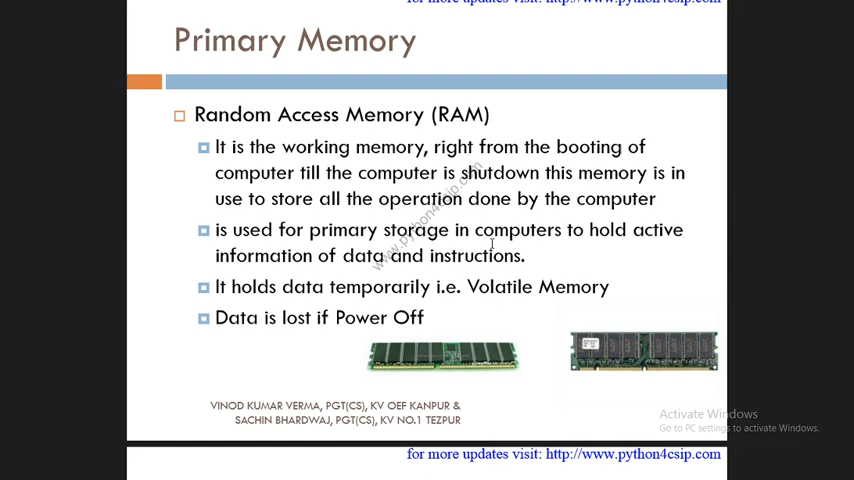 for more updates visit: http://www.python4csip.com
Primary Memory
Random Access Memory (RAM)
It is the working memory, right from the booting of
computer till the computer is shutdown this memory is in
use to store all the operation done by the computer
is used for primary storage in computers to hold active
information of data and instructions.
It holds data temporarily i.e. Volatile Memory
Data is lost if Power Off
www.python4csip.com
VINOD KUMAR VERMA, PGT(CS), KV OEF KANPUR &
SACHIN BHARDWAJ, PGT(CS), KV NO.1 TEZPUR
Activate Windows
Go to PC settings to activate Windows.
for more updates visit: http://www.python4csip.com